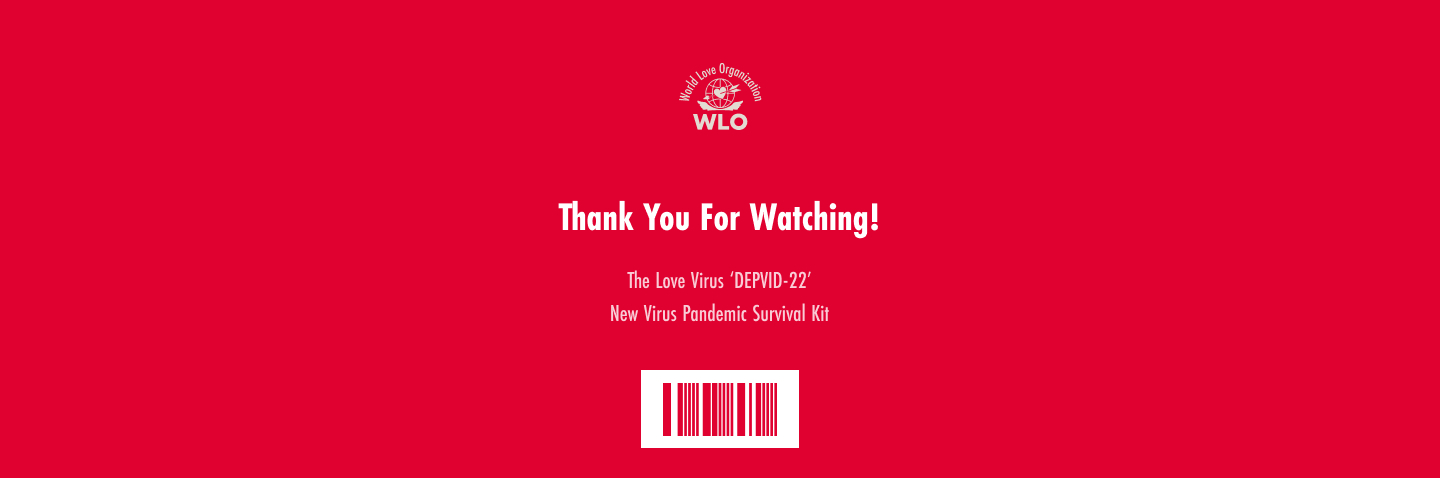 World Love Organization
WLO
Thank You For Watching!
The Love Virus ‘DEPVID-22’
New Virus Pandemic Survival Kit